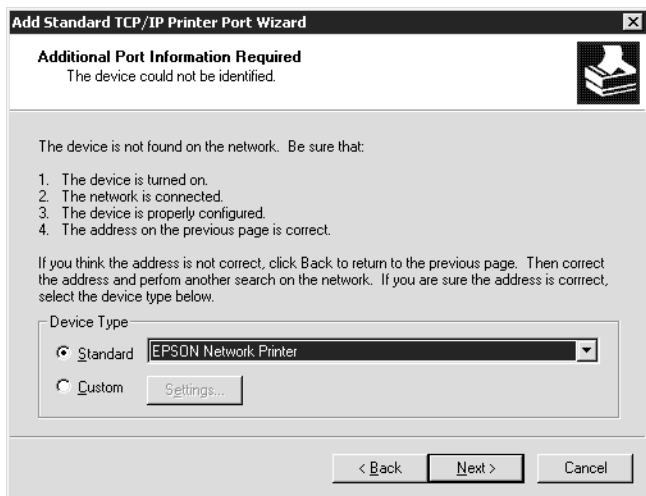 Add Standard TCP/IP Printer Port Wizard
Additional Port Information Required
The device could not be identified.
The device is not found on the network. Be sure that:
1. The device is turned on.
2. The network is connected.
3. The device is properly configured.
4. The address on the previous page is correct.
If you think the address is not correct, click Back to return to the previous page. Then correct
the address and perfom another search on the network. If you are sure the address is corrrect,
select the device type below.
Device Type
Standard EPSON Network Printer
Custom Settings...
< Back Next > Cancel